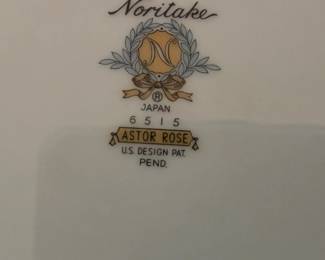 Noritake
N
®
JAPAN
6515
ASTOR ROSE
U.S. DESIGN PAT.
PEND.